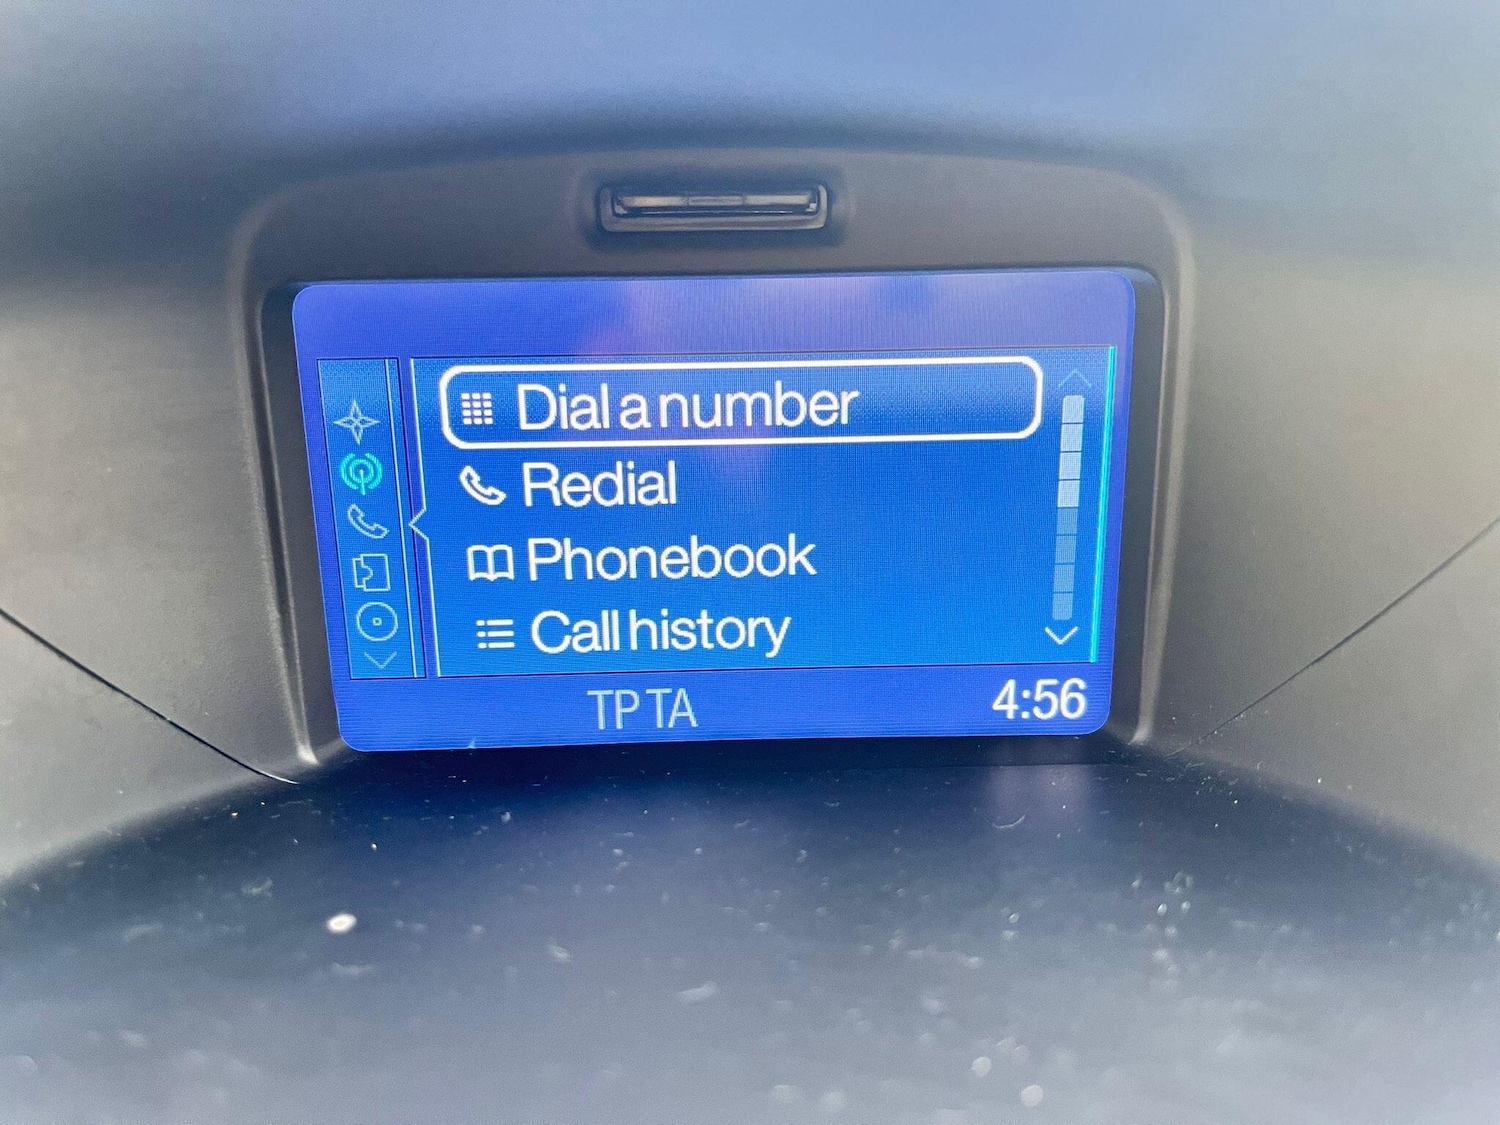 Dial a number
Redial
Phonebook
Call history
TP TA
4:56